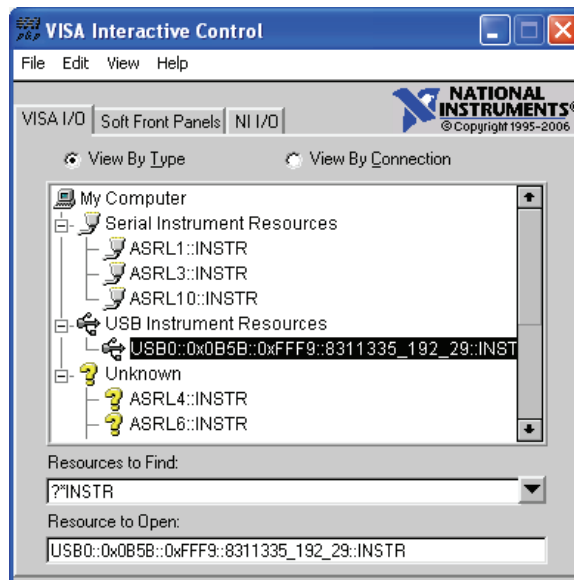 VISA Interactive Control
File Edit View Help
NATIONAL
INSTRUMENTS®
© Copyright 1995-2006
VISA I/O Soft Front Panels NI I/O
View By Type View By Connection
My Computer
Serial Instrument Resources
ASRL1::INSTR
ASRL3::INSTR
ASRL10::INSTR
USB Instrument Resources
USB0::0x0B5B::0xFFF9::8311335_192_29::INST
Unknown
ASRL4::INSTR
ASRL6::INSTR
Resources to Find:
?*INSTR
Resource to Open:
USB0::0x0B5B::0xFFF9::8311335_192_29::INSTR